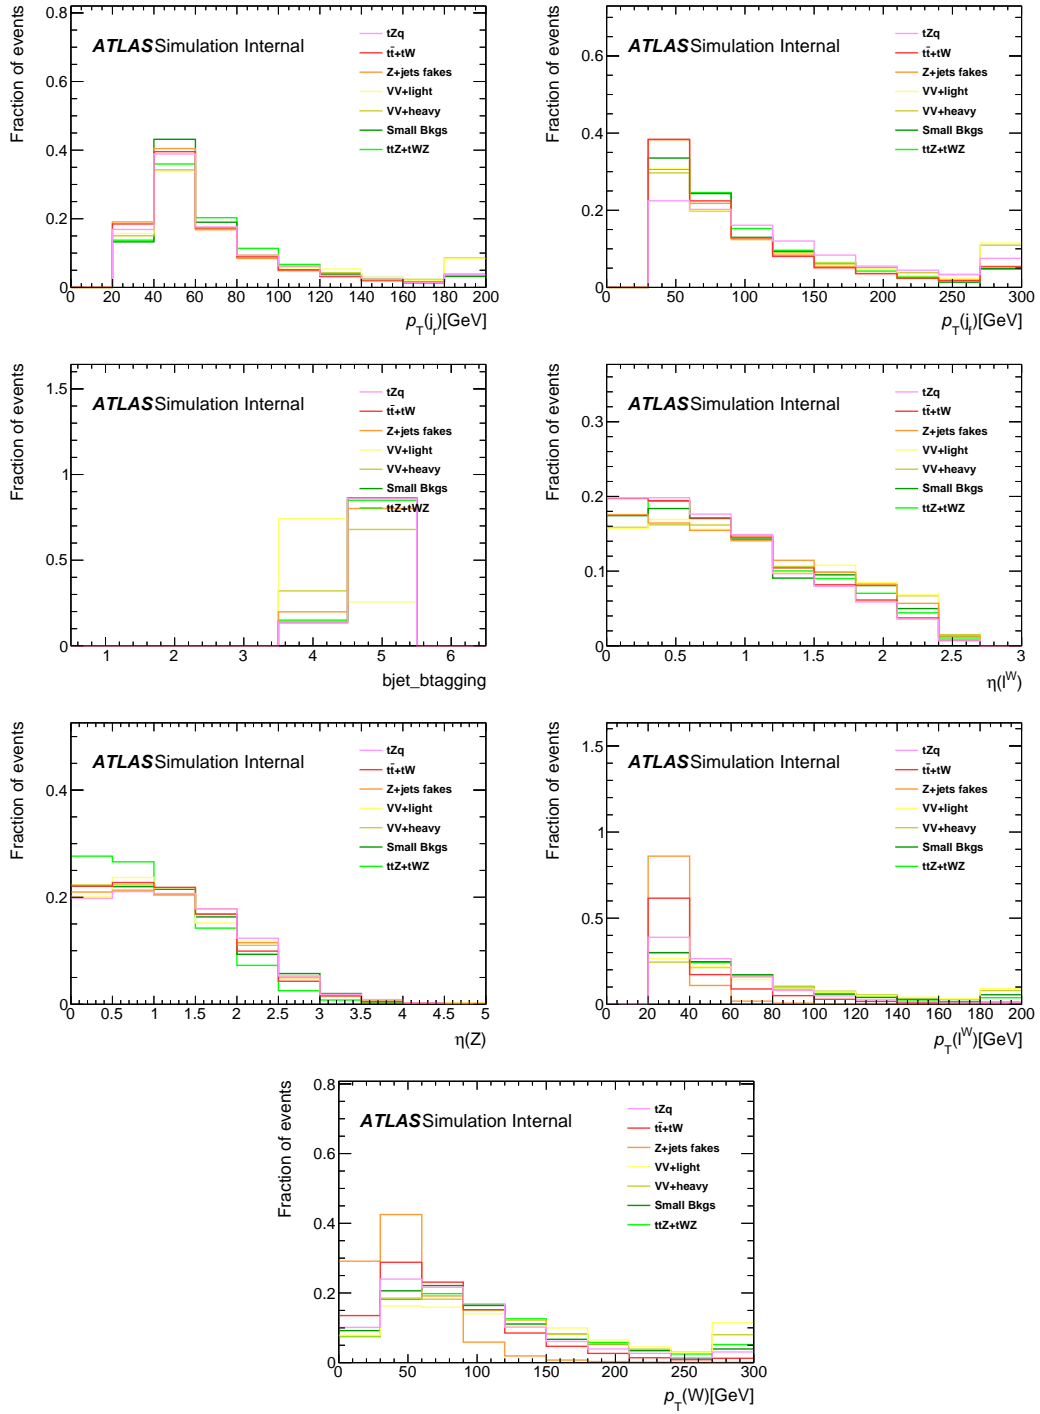 Fraction of events
0.8
0.6
0.4
0.2
0
ATLAS Simulation Internal
tZq
tt̄+tW
Z+jets fakes
VV+light
VV+heavy
Small Bkgs
ttZ+tWZ
0 20 40 60 80 100 120 140 160 180 200
p_T(j_r)[GeV]
Fraction of events
0.6
0.4
0.2
0
ATLAS Simulation Internal
tZq
tt̄+tW
Z+jets fakes
VV+light
VV+heavy
Small Bkgs
ttZ+tWZ
0 50 100 150 200 250 300
p_T(j_f)[GeV]
Fraction of events
1.5
1
0.5
0
ATLAS Simulation Internal
tZq
tt̄+tW
Z+jets fakes
VV+light
VV+heavy
Small Bkgs
ttZ+tWZ
1 2 3 4 5 6
bjet_btagging
Fraction of events
0.3
0.2
0.1
0
ATLAS Simulation Internal
tZq
tt̄+tW
Z+jets fakes
VV+light
VV+heavy
Small Bkgs
ttZ+tWZ
0 0.5 1 1.5 2 2.5 3
η(l^W)
Fraction of events
0.4
0.2
0
ATLAS Simulation Internal
tZq
tt̄+tW
Z+jets fakes
VV+light
VV+heavy
Small Bkgs
ttZ+tWZ
0 0.5 1 1.5 2 2.5 3 3.5 4 4.5 5
η(Z)
Fraction of events
1.5
1
0.5
0
ATLAS Simulation Internal
tZq
tt̄+tW
Z+jets fakes
VV+light
VV+heavy
Small Bkgs
ttZ+tWZ
0 20 40 60 80 100 120 140 160 180 200
p_T(l^W)[GeV]
Fraction of events
0.8
0.6
0.4
0.2
0
ATLAS Simulation Internal
tZq
tt̄+tW
Z+jets fakes
VV+light
VV+heavy
Small Bkgs
ttZ+tWZ
0 50 100 150 200 250 300
p_T(W)[GeV]